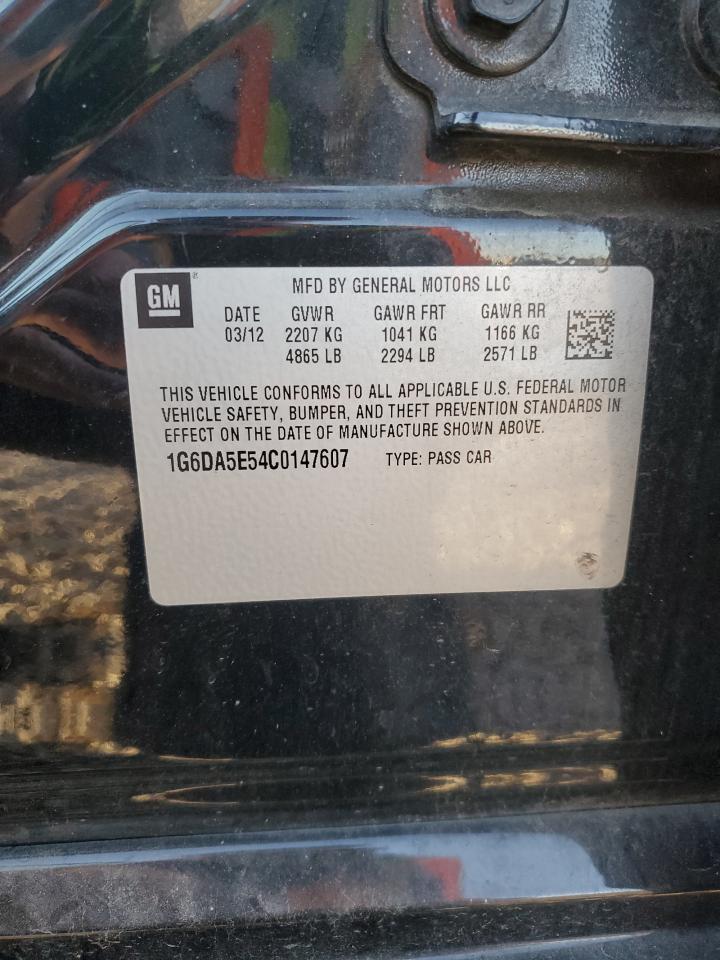 GM
MFD BY GENERAL MOTORS LLC
DATE GVWR GAWR FRT GAWR RR
03/12 2207 KG 1041 KG 1166 KG
4865 LB 2294 LB 2571 LB
THIS VEHICLE CONFORMS TO ALL APPLICABLE U.S. FEDERAL MOTOR
VEHICLE SAFETY, BUMPER, AND THEFT PREVENTION STANDARDS IN
EFFECT ON THE DATE OF MANUFACTURE SHOWN ABOVE.
1G6DA5E54C0147607 TYPE: PASS CAR